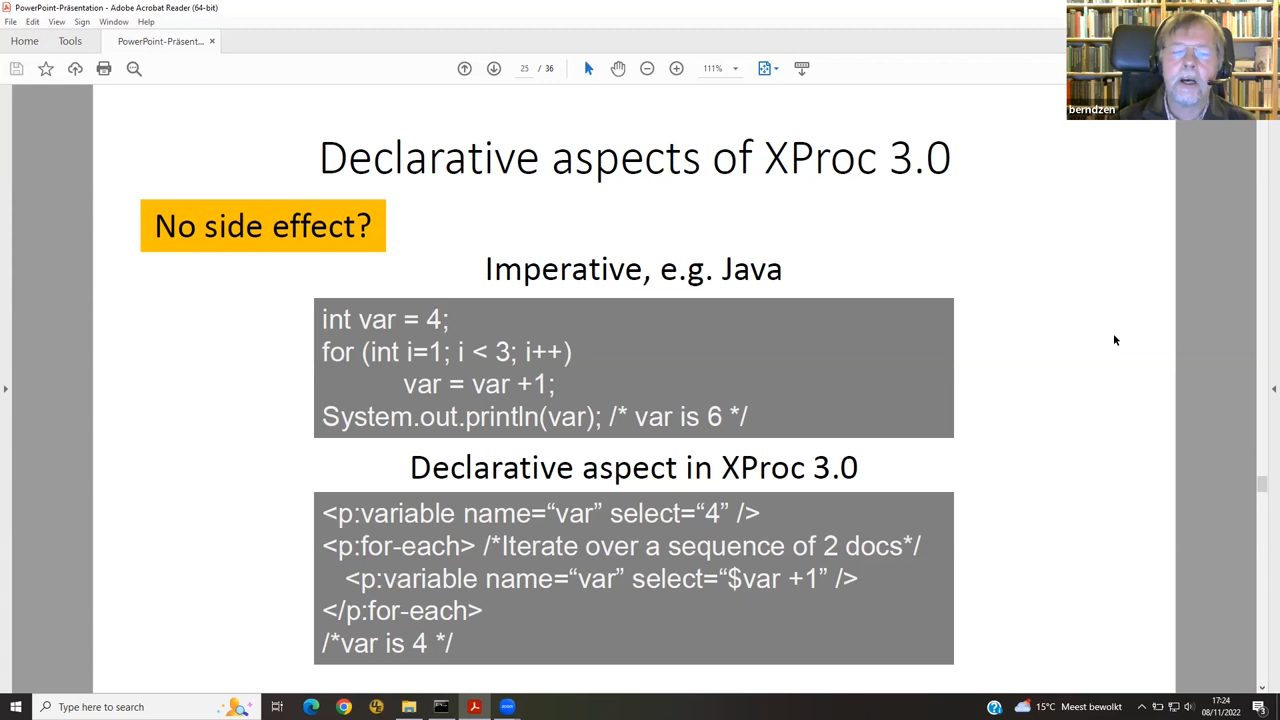 PowerPoint-Präsentation - Adobe Acrobat Reader (64-bit)
File Edit View Sign Window Help
Home Tools PowerPoint-Präsent... ×
25 / 36 111%
berndzen
Declarative aspects of XProc 3.0
No side effect?
Imperative, e.g. Java
int var = 4;
for (int i=1; i < 3; i++)
var = var +1;
System.out.println(var); /* var is 6 */
Declarative aspect in XProc 3.0
<p:variable name=“var” select=“4” />
<p:for-each> /*Iterate over a sequence of 2 docs*/
<p:variable name=“var” select=“$var +1” />
</p:for-each>
/*var is 4 */
Type here to search
15°C Meest bewolkt
17:24
08/11/2022
3